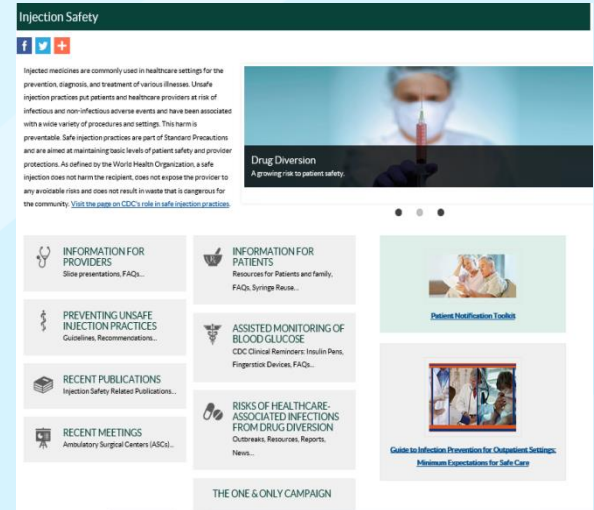 Injection Safety
f
Injected medicines are commonly used in healthcare settings for the
prevention, diagnosis, and treatment of various illnesses. Unsafe
injection practices put patients and healthcare providers at risk of
infectious and non-infectious adverse events and have been associated
with a wide variety of procedures and settings. This harm is
preventable. Safe injection practices are part of Standard Precautions
and are aimed at maintaining basic levels of patient safety and provider
protections. As defined by the World Health Organization, a safe
injection does not harm the recipient, does not expose the provider to
any avoidable risks and does not result in waste that is dangerous for
the community. Visit the page on CDC's role in safe injection practices.
Drug Diversion
A growing risk to patient safety.
INFORMATION FOR
PROVIDERS
Slide presentations, FAQs...
PREVENTING UNSAFE
INJECTION PRACTICES
Guidelines, Recommendations...
RECENT PUBLICATIONS
Injection Safety Related Publications...
RECENT MEETINGS
Ambulatory Surgical Centers (ASCs)...
INFORMATION FOR
PATIENTS
Resources for Patients and family,
FAQs, Syringe Reuse...
ASSISTED MONITORING OF
BLOOD GLUCOSE
CDC Clinical Reminders: Insulin Pens,
Fingerstick Devices, FAQs...
RISKS OF HEALTHCARE-
ASSOCIATED INFECTIONS
FROM DRUG DIVERSION
Outbreaks, Resources, Reports,
News...
THE ONE & ONLY CAMPAIGN
Patient Notification Toolkit
Guide to Infection Prevention for Outpatient Settings:
Minimum Expectations for Safe Care